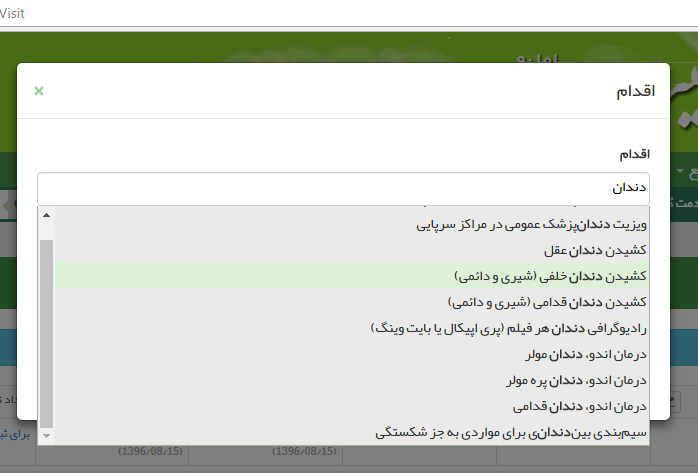 Visit
اقدام
×
اقدام
دندان
ویزیت دندان‌پزشک عمومی در مراکز سرپایی
کشیدن دندان عقل
کشیدن دندان خلفی (شیری و دائمی)
کشیدن دندان قدامی (شیری و دائمی)
رادیوگرافی دندان هر فیلم (پری اپیکال یا بایت وینگ)
درمان اندو، دندان مولر
درمان اندو، دندان پره مولر
درمان اندو، دندان قدامی
سیم‌بندی بین‌دندان‌ی برای مواردی به جز شکستگی
(1396/08/15)
(1396/08/15)